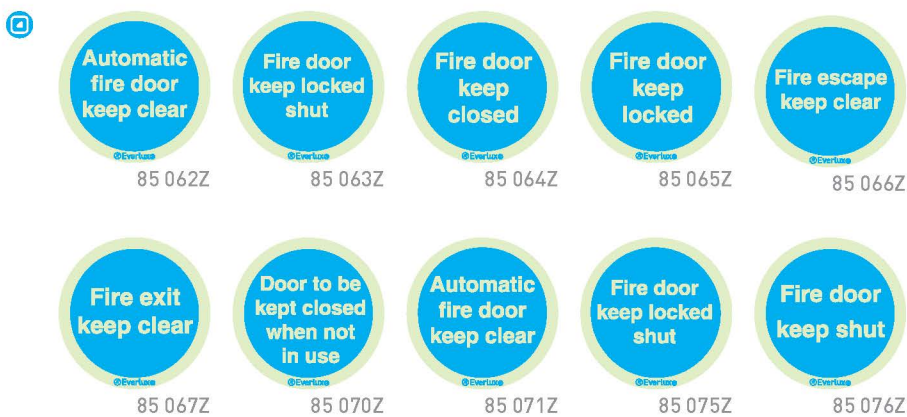 Automatic
fire door
keep clear
Everlux
85 062Z
Fire door
keep locked
shut
Everlux
85 063Z
Fire door
keep
closed
Everlux
85 064Z
Fire door
keep
locked
Everlux
85 065Z
Fire escape
keep clear
Everlux
85 066Z
Fire exit
keep clear
Everlux
85 067Z
Door to be
kept closed
when not
in use
Everlux
85 070Z
Automatic
fire door
keep clear
Everlux
85 071Z
Fire door
keep locked
shut
Everlux
85 075Z
Fire door
keep shut
Everlux
85 076Z